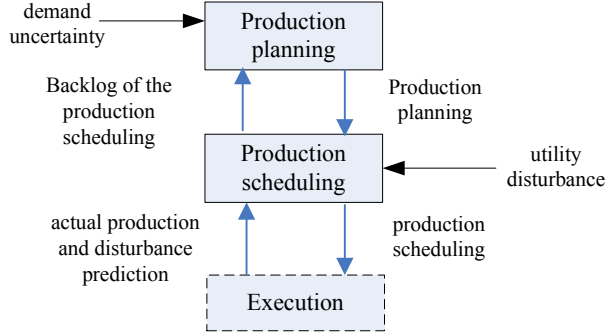 demand
uncertainty
Production
planning
Backlog of the
production
scheduling
Production
planning
Production
scheduling
utility
disturbance
actual production
and disturbance
prediction
production
scheduling
Execution